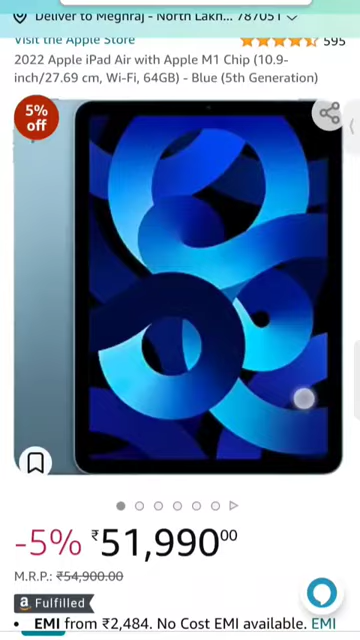 Deliver to Meghraj - North Lakh... 787051
Visit the Apple Store 595
2022 Apple iPad Air with Apple M1 Chip (10.9-
inch/27.69 cm, Wi-Fi, 64GB) - Blue (5th Generation)
5%
off
-5% ₹51,990⁰⁰
M.R.P.: ₹54,900.00
a Fulfilled
• EMI from ₹2,484. No Cost EMI available. EMI